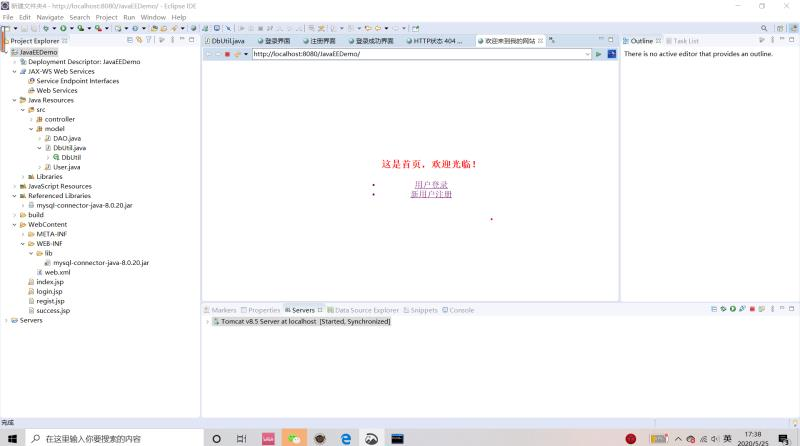 新建文件夹4 - http://localhost:8080/JavaEEDemo/ - Eclipse IDE
File Edit Navigate Search Project Run Window Help
Project Explorer
JavaEEDemo
Deployment Descriptor: JavaEEDemo
JAX-WS Web Services
Service Endpoint Interfaces
Web Services
Java Resources
src
controller
model
DAO.java
DbUtil.java
DbUtil
User.java
Libraries
JavaScript Resources
Referenced Libraries
mysql-connector-java-8.0.20.jar
build
WebContent
META-INF
WEB-INF
lib
mysql-connector-java-8.0.20.jar
web.xml
index.jsp
login.jsp
regist.jsp
success.jsp
Servers
DbUtil.java 登录界面 注册界面 登录成功界面 HTTP状态 404 ... 欢迎来到我的网站
http://localhost:8080/JavaEEDemo/
这是首页，欢迎光临！
用户登录
新用户注册
Outline Task List
There is no active editor that provides an outline.
Markers Properties Servers Data Source Explorer Snippets Console
Tomcat v8.5 Server at localhost [Started, Synchronized]
完成
在这里输入你要搜索的内容
英
17:38
2020/5/25